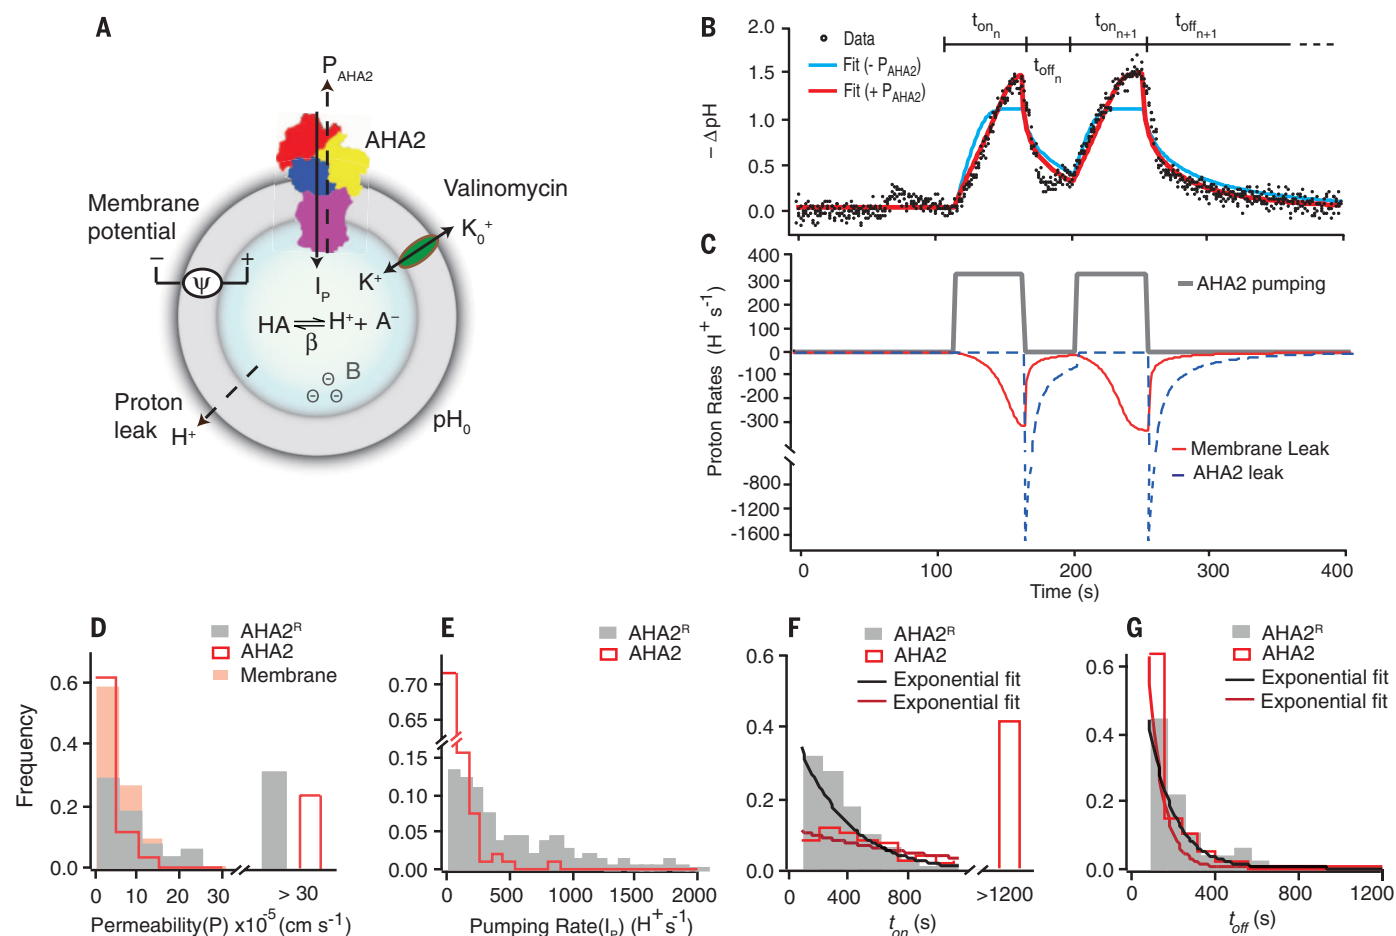 A
P AHA2
AHA2
Valinomycin
K0+
K+
Membrane
potential
−
+
ψ
IP
HA ⇌ H+ + A−
β
B
Θ
Θ Θ
Proton
leak
H+
pH0
B
ton n
toff n
ton n+1
toff n+1
Data
Fit (- PAHA2)
Fit (+ PAHA2)
− ΔpH
2.0
1.5
1.0
0.5
0.0
0
100
200
300
400
C
Proton Rates (H+ s-1)
400
300
200
100
0
-100
-200
-300
-800
-1200
-1600
AHA2 pumping
Membrane Leak
AHA2 leak
0
100
200
300
400
Time (s)
D
AHA2R
AHA2
Membrane
Frequency
0.6
0.4
0.2
0.0
0
10
20
30
> 30
Permeability(P) x10-5(cm s-1)
E
AHA2R
AHA2
0.70
0.65
0.15
0.10
0.05
0.00
0
500
1000
1500
2000
Pumping Rate(IP) (H+ s-1)
F
AHA2R
AHA2
Exponential fit
Exponential fit
0.6
0.4
0.2
0.0
0
400
800
>1200
ton (s)
G
AHA2R
AHA2
Exponential fit
Exponential fit
0.6
0.4
0.2
0.0
0
400
800
1200
toff (s)